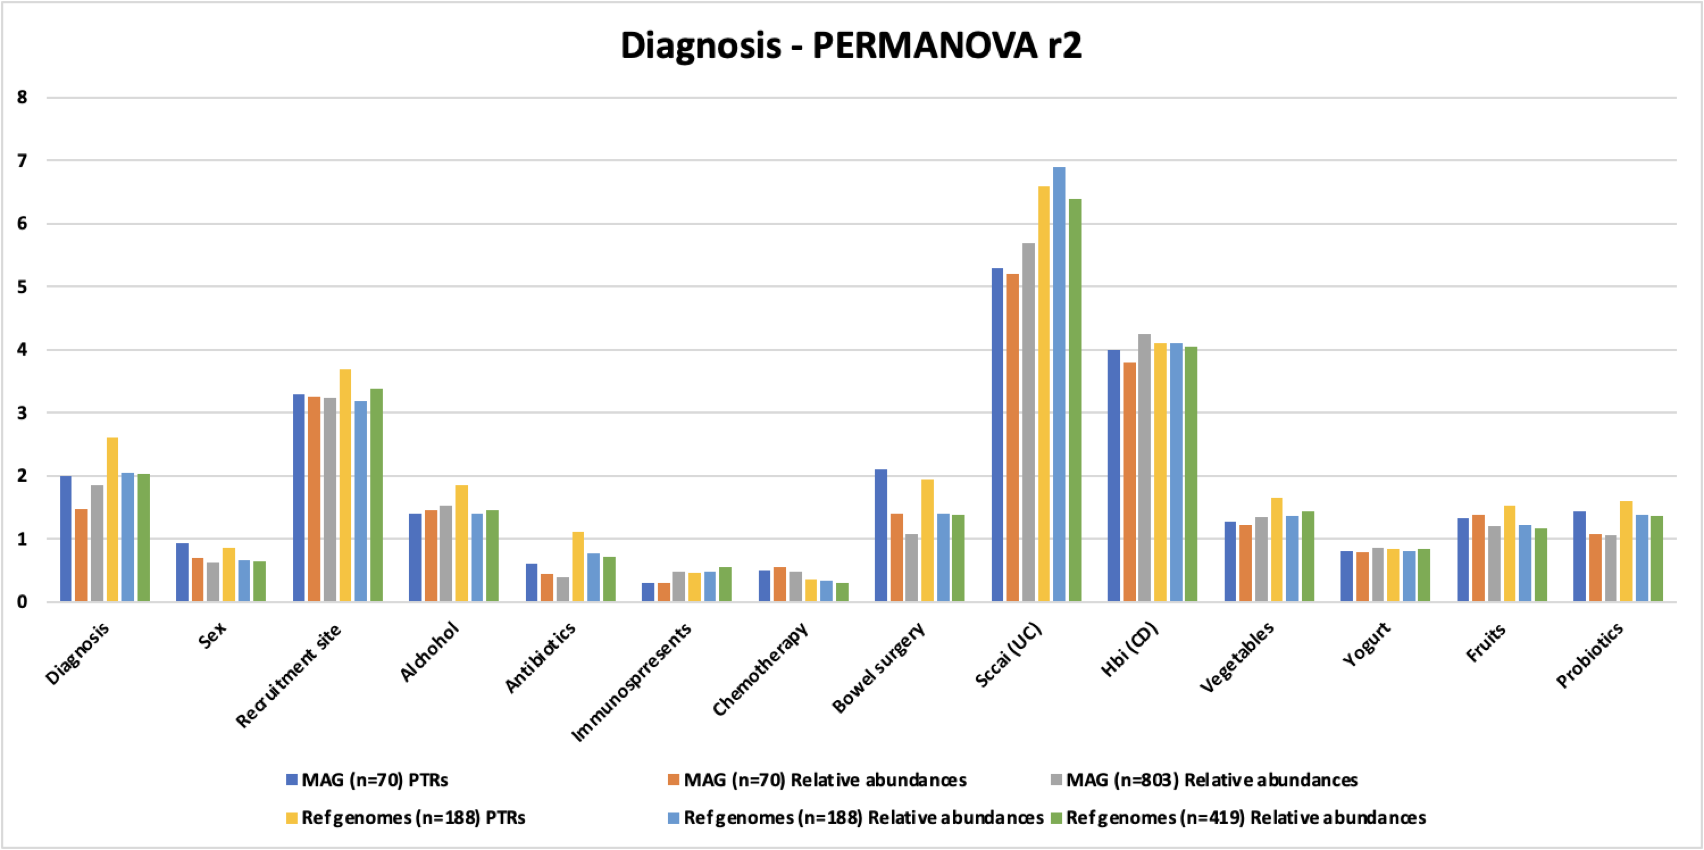 Diagnosis - PERMANOVA r2
8
7
6
5
4
3
2
1
0
Diagnosis
Sex
Recruitment site
Alchohol
Antibiotics
Immunosprresents
Chemotherapy
Bowel surgery
Sccai (UC)
Hbi (CD)
Vegetables
Yogurt
Fruits
Probiotics
MAG (n=70) PTRs
MAG (n=70) Relative abundances
MAG (n=803) Relative abundances
Ref genomes (n=188) PTRs
Ref genomes (n=188) Relative abundances
Ref genomes (n=419) Relative abundances